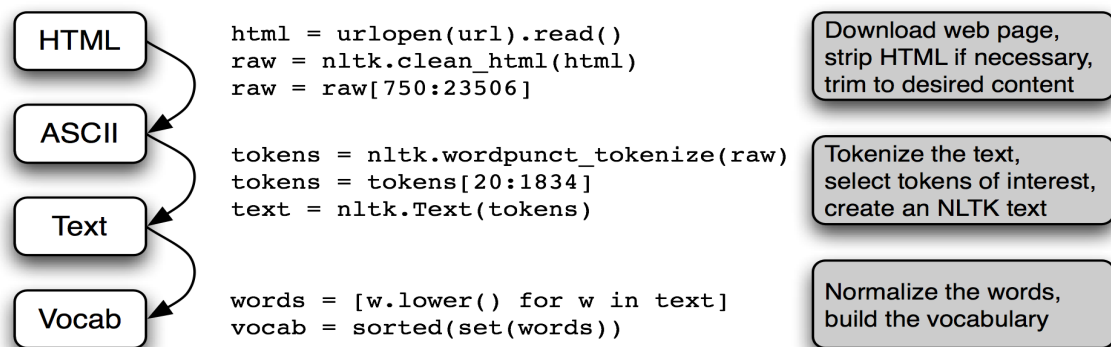 HTML
html = urlopen(url).read()
raw = nltk.clean_html(html)
raw = raw[750:23506]
Download web page,
strip HTML if necessary,
trim to desired content
ASCII
tokens = nltk.wordpunct_tokenize(raw)
tokens = tokens[20:1834]
text = nltk.Text(tokens)
Tokenize the text,
select tokens of interest,
create an NLTK text
Text
Vocab
words = [w.lower() for w in text]
vocab = sorted(set(words))
Normalize the words,
build the vocabulary